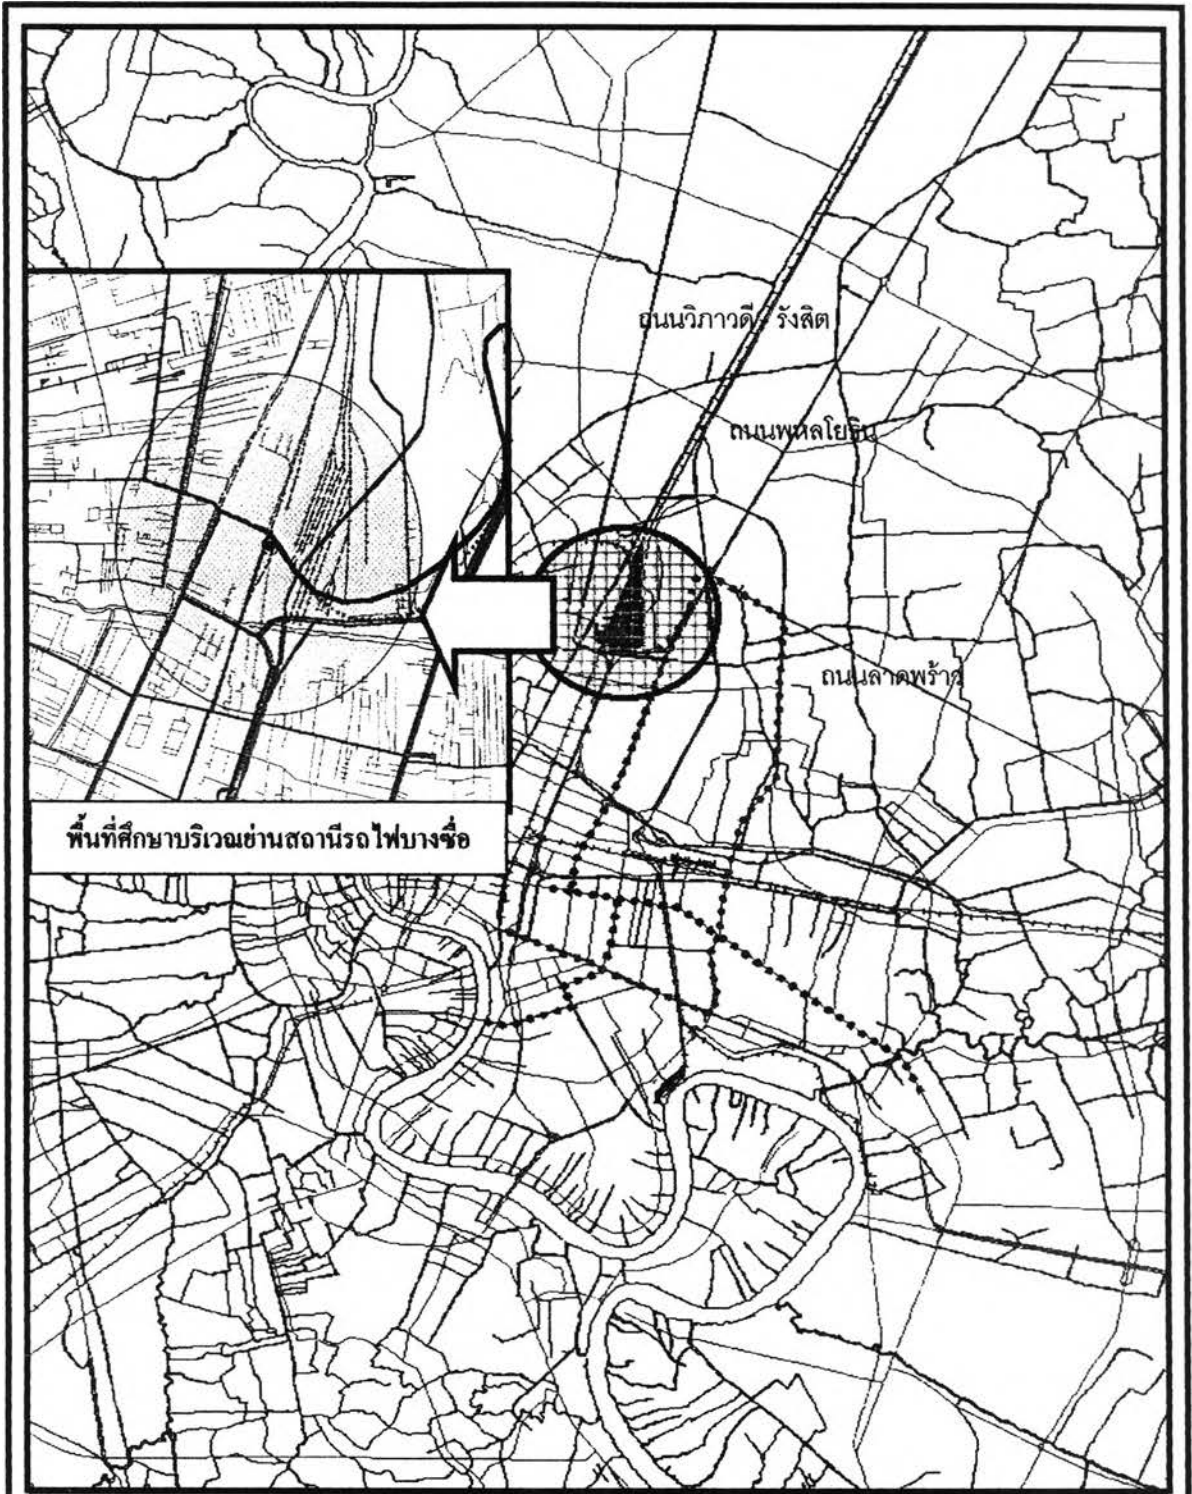 ถนนวิภาวดี - รังสิต
ถนนพหลโยธิน
ถนนลาดพร้าว
พื้นที่ศึกษาบริเวณย่านสถานีรถไฟบางซื่อ